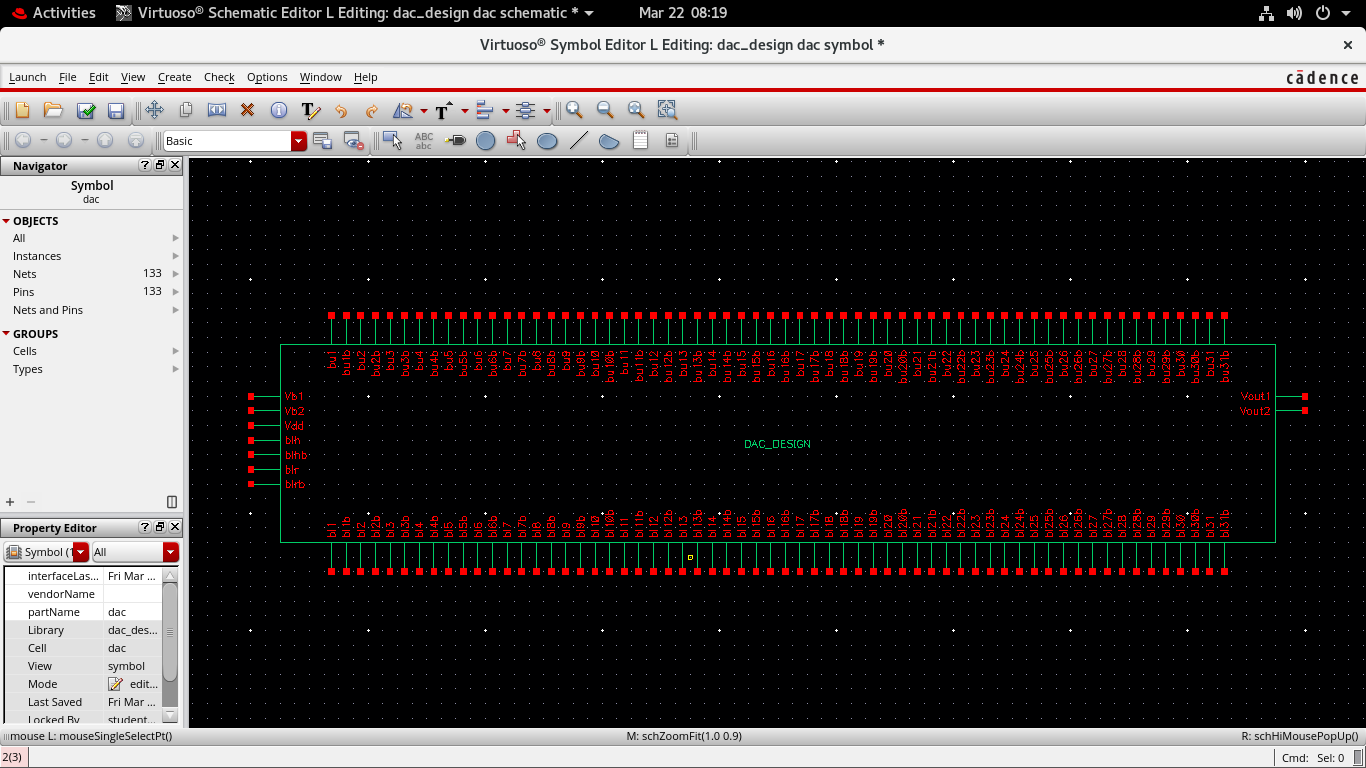 Activities Virtuoso® Schematic Editor L Editing: dac_design dac schematic * Mar 22 08:19
Virtuoso® Symbol Editor L Editing: dac_design dac symbol * ×
Launch File Edit View Create Check Options Window Help cādence
Basic ABC abc
Navigator
Symbol
dac
OBJECTS
All
Instances
Nets 133
Pins 133
Nets and Pins
GROUPS
Cells
Types
Property Editor
Symbol (1 All
interfaceLas... Fri Mar ...
vendorName
partName dac
Library dac_des...
Cell dac
View symbol
Mode edit...
Last Saved Fri Mar ...
Locked By student...
bu1 bu1b bu2 bu2b bu3 bu3b bu4 bu4b bu5 bu5b bu6 bu6b bu7 bu7b bu8 bu8b bu9 bu9b bu10 bu10b bu11 bu11b bu12 bu12b bu13 bu13b bu14 bu14b bu15 bu15b bu16 bu16b bu17 bu17b bu18 bu18b bu19 bu19b bu20 bu20b bu21 bu21b bu22 bu22b bu23 bu23b bu24 bu24b bu25 bu25b bu26 bu26b bu27 bu27b bu28 bu28b bu29 bu29b bu30 bu30b bu31 bu31b
Vb1 Vout1
Vb2 Vout2
Vdd
blh
blhb
blr
blrb
DAC_DESIGN
bl1 bl1b bl2 bl2b bl3 bl3b bl4 bl4b bl5 bl5b bl6 bl6b bl7 bl7b bl8 bl8b bl9 bl9b bl10 bl10b bl11 bl11b bl12 bl12b bl13 bl13b bl14 bl14b bl15 bl15b bl16 bl16b bl17 bl17b bl18 bl18b bl19 bl19b bl20 bl20b bl21 bl21b bl22 bl22b bl23 bl23b bl24 bl24b bl25 bl25b bl26 bl26b bl27 bl27b bl28 bl28b bl29 bl29b bl30 bl30b bl31 bl31b
mouse L: mouseSingleSelectPt() M: schZoomFit(1.0 0.9) R: schHiMousePopUp()
2(3) Cmd: Sel: 0